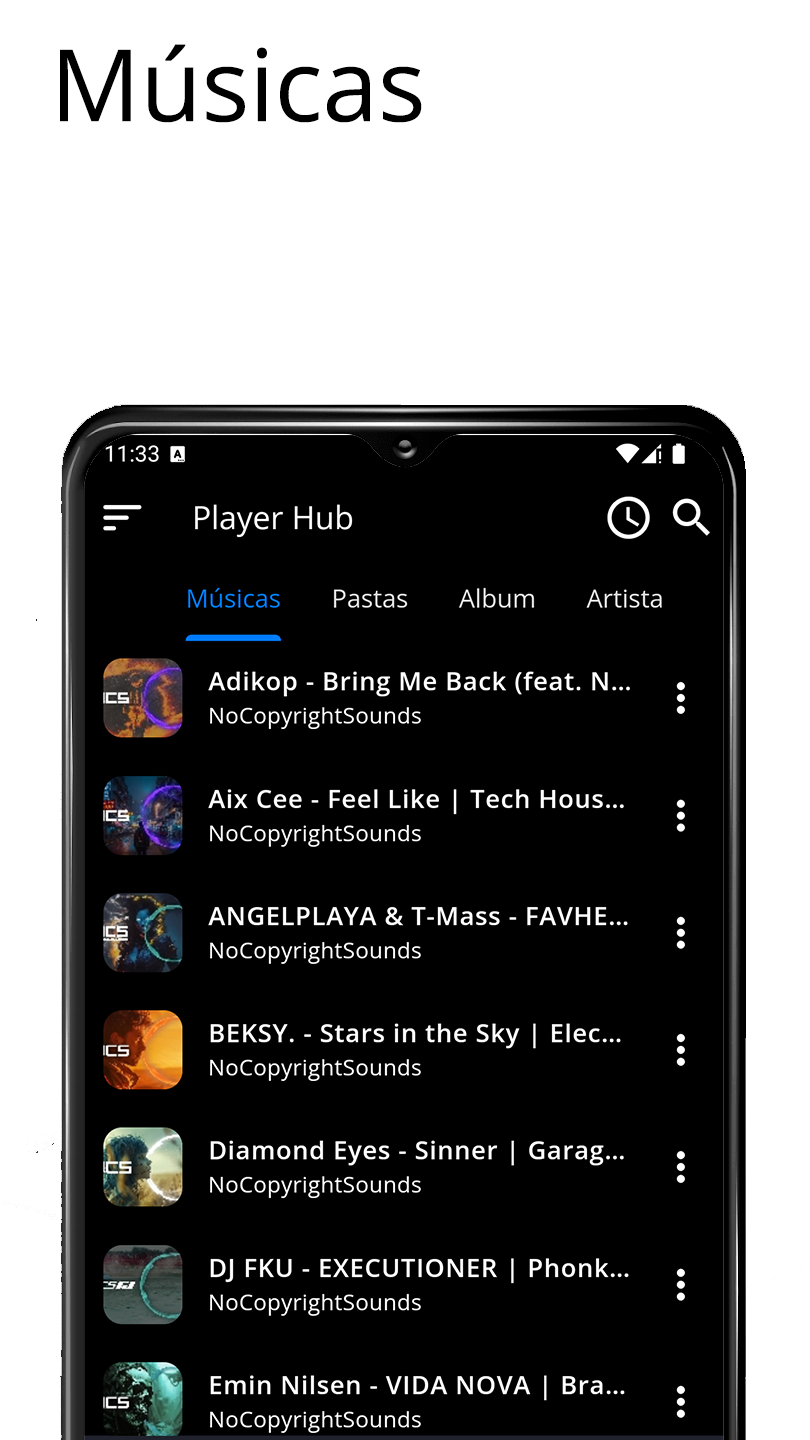 Músicas
11:33 A
Player Hub
Músicas Pastas Album Artista
Adikop - Bring Me Back (feat. N...
NoCopyrightSounds
Aix Cee - Feel Like | Tech Hous...
NoCopyrightSounds
ANGELPLAYA & T-Mass - FAVHE...
NoCopyrightSounds
BEKSY. - Stars in the Sky | Elec...
NoCopyrightSounds
Diamond Eyes - Sinner | Garag...
NoCopyrightSounds
DJ FKU - EXECUTIONER | Phonk...
NoCopyrightSounds
Emin Nilsen - VIDA NOVA | Bra...
NoCopyrightSounds